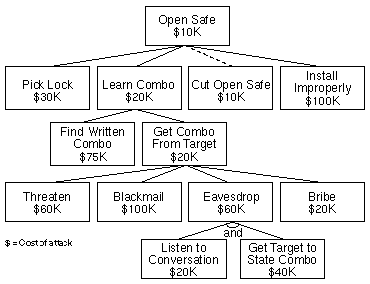 Open Safe
$10K
Pick Lock
$30K
Learn Combo
$20K
Cut Open Safe
$10K
Install
Improperly
$100K
Find Written
Combo
$75K
Get Combo
From Target
$20K
Threaten
$60K
Blackmail
$100K
Eavesdrop
$60K
Bribe
$20K
and
$ = Cost of attack
Listen to
Conversation
$20K
Get Target to
State Combo
$40K